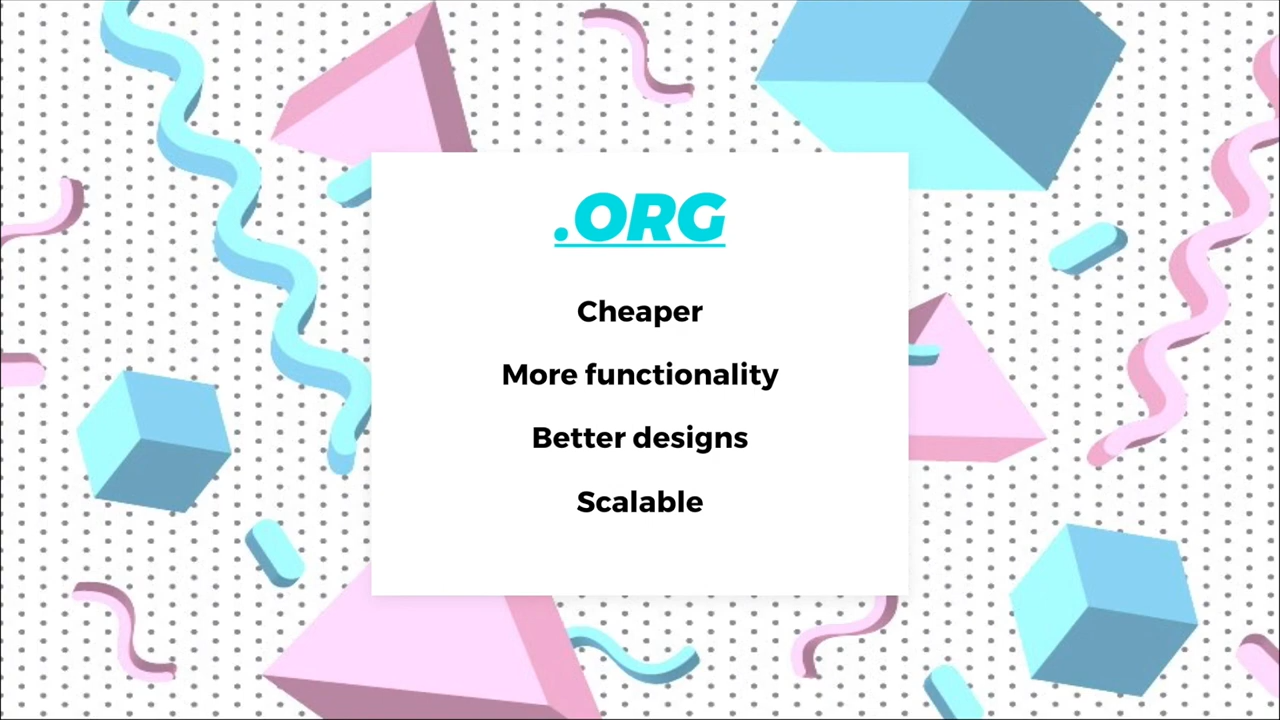 .ORG
Cheaper
More functionality
Better designs
Scalable